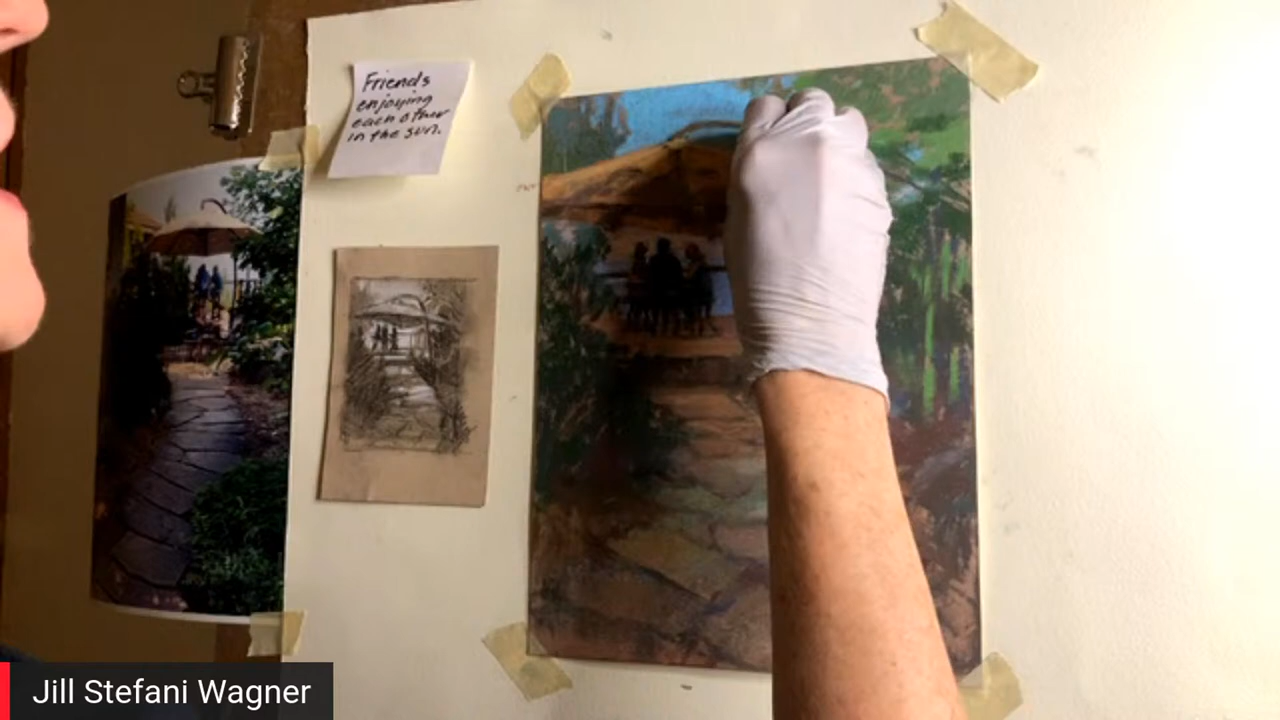 Friends
enjoying
each other
in the sun.
Jill Stefani Wagner